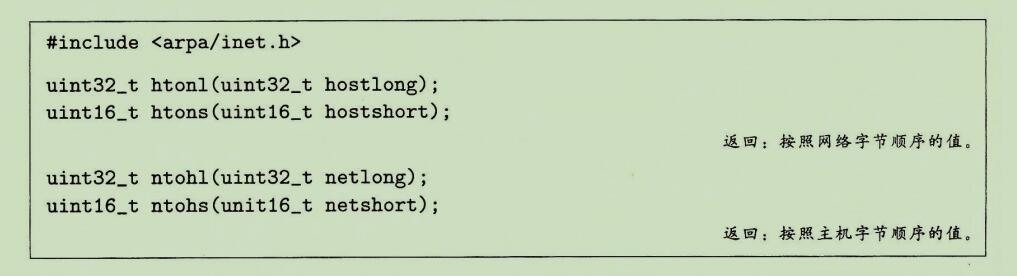 #include <arpa/inet.h>
uint32_t htonl(uint32_t hostlong);
uint16_t htons(uint16_t hostshort);
返回：按照网络字节顺序的值。
uint32_t ntohl(uint32_t netlong);
uint16_t ntohs(unit16_t netshort);
返回：按照主机字节顺序的值。